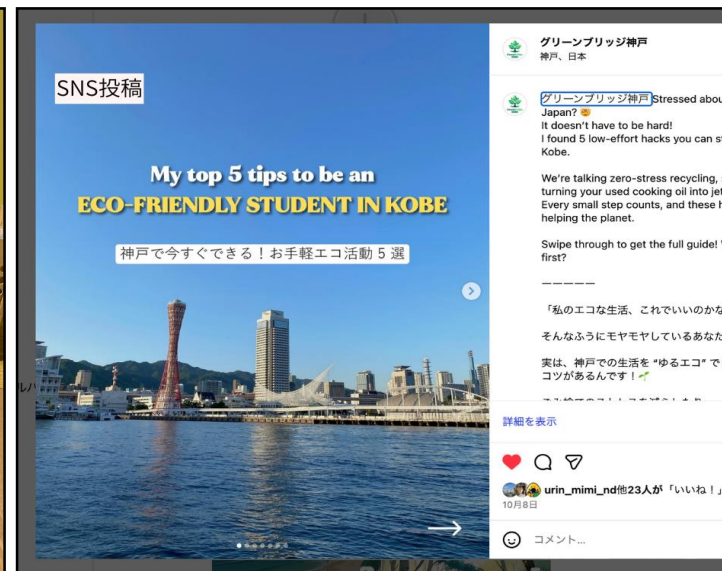 SNS投稿
My top 5 tips to be an
ECO-FRIENDLY STUDENT IN KOBE
神戸で今すぐできる！お手軽エコ活動5選
グリーンブリッジ神戸
神戸、日本
グリーンブリッジ神戸 Stressed abou
Japan?
It doesn't have to be hard!
I found 5 low-effort hacks you can s
Kobe.
We're talking zero-stress recycling,
turning your used cooking oil into jet
Every small step counts, and these h
helping the planet.
Swipe through to get the full guide!
first?
—————
「私のエコな生活、これでいいのかな
そんなふうにモヤモヤしているあなた
実は、神戸での生活を “ゆるエコ” で
コツがあるんです！
詳細を表示
urin_mimi_nd他23人が「いいね！」
10月8日
コメント...